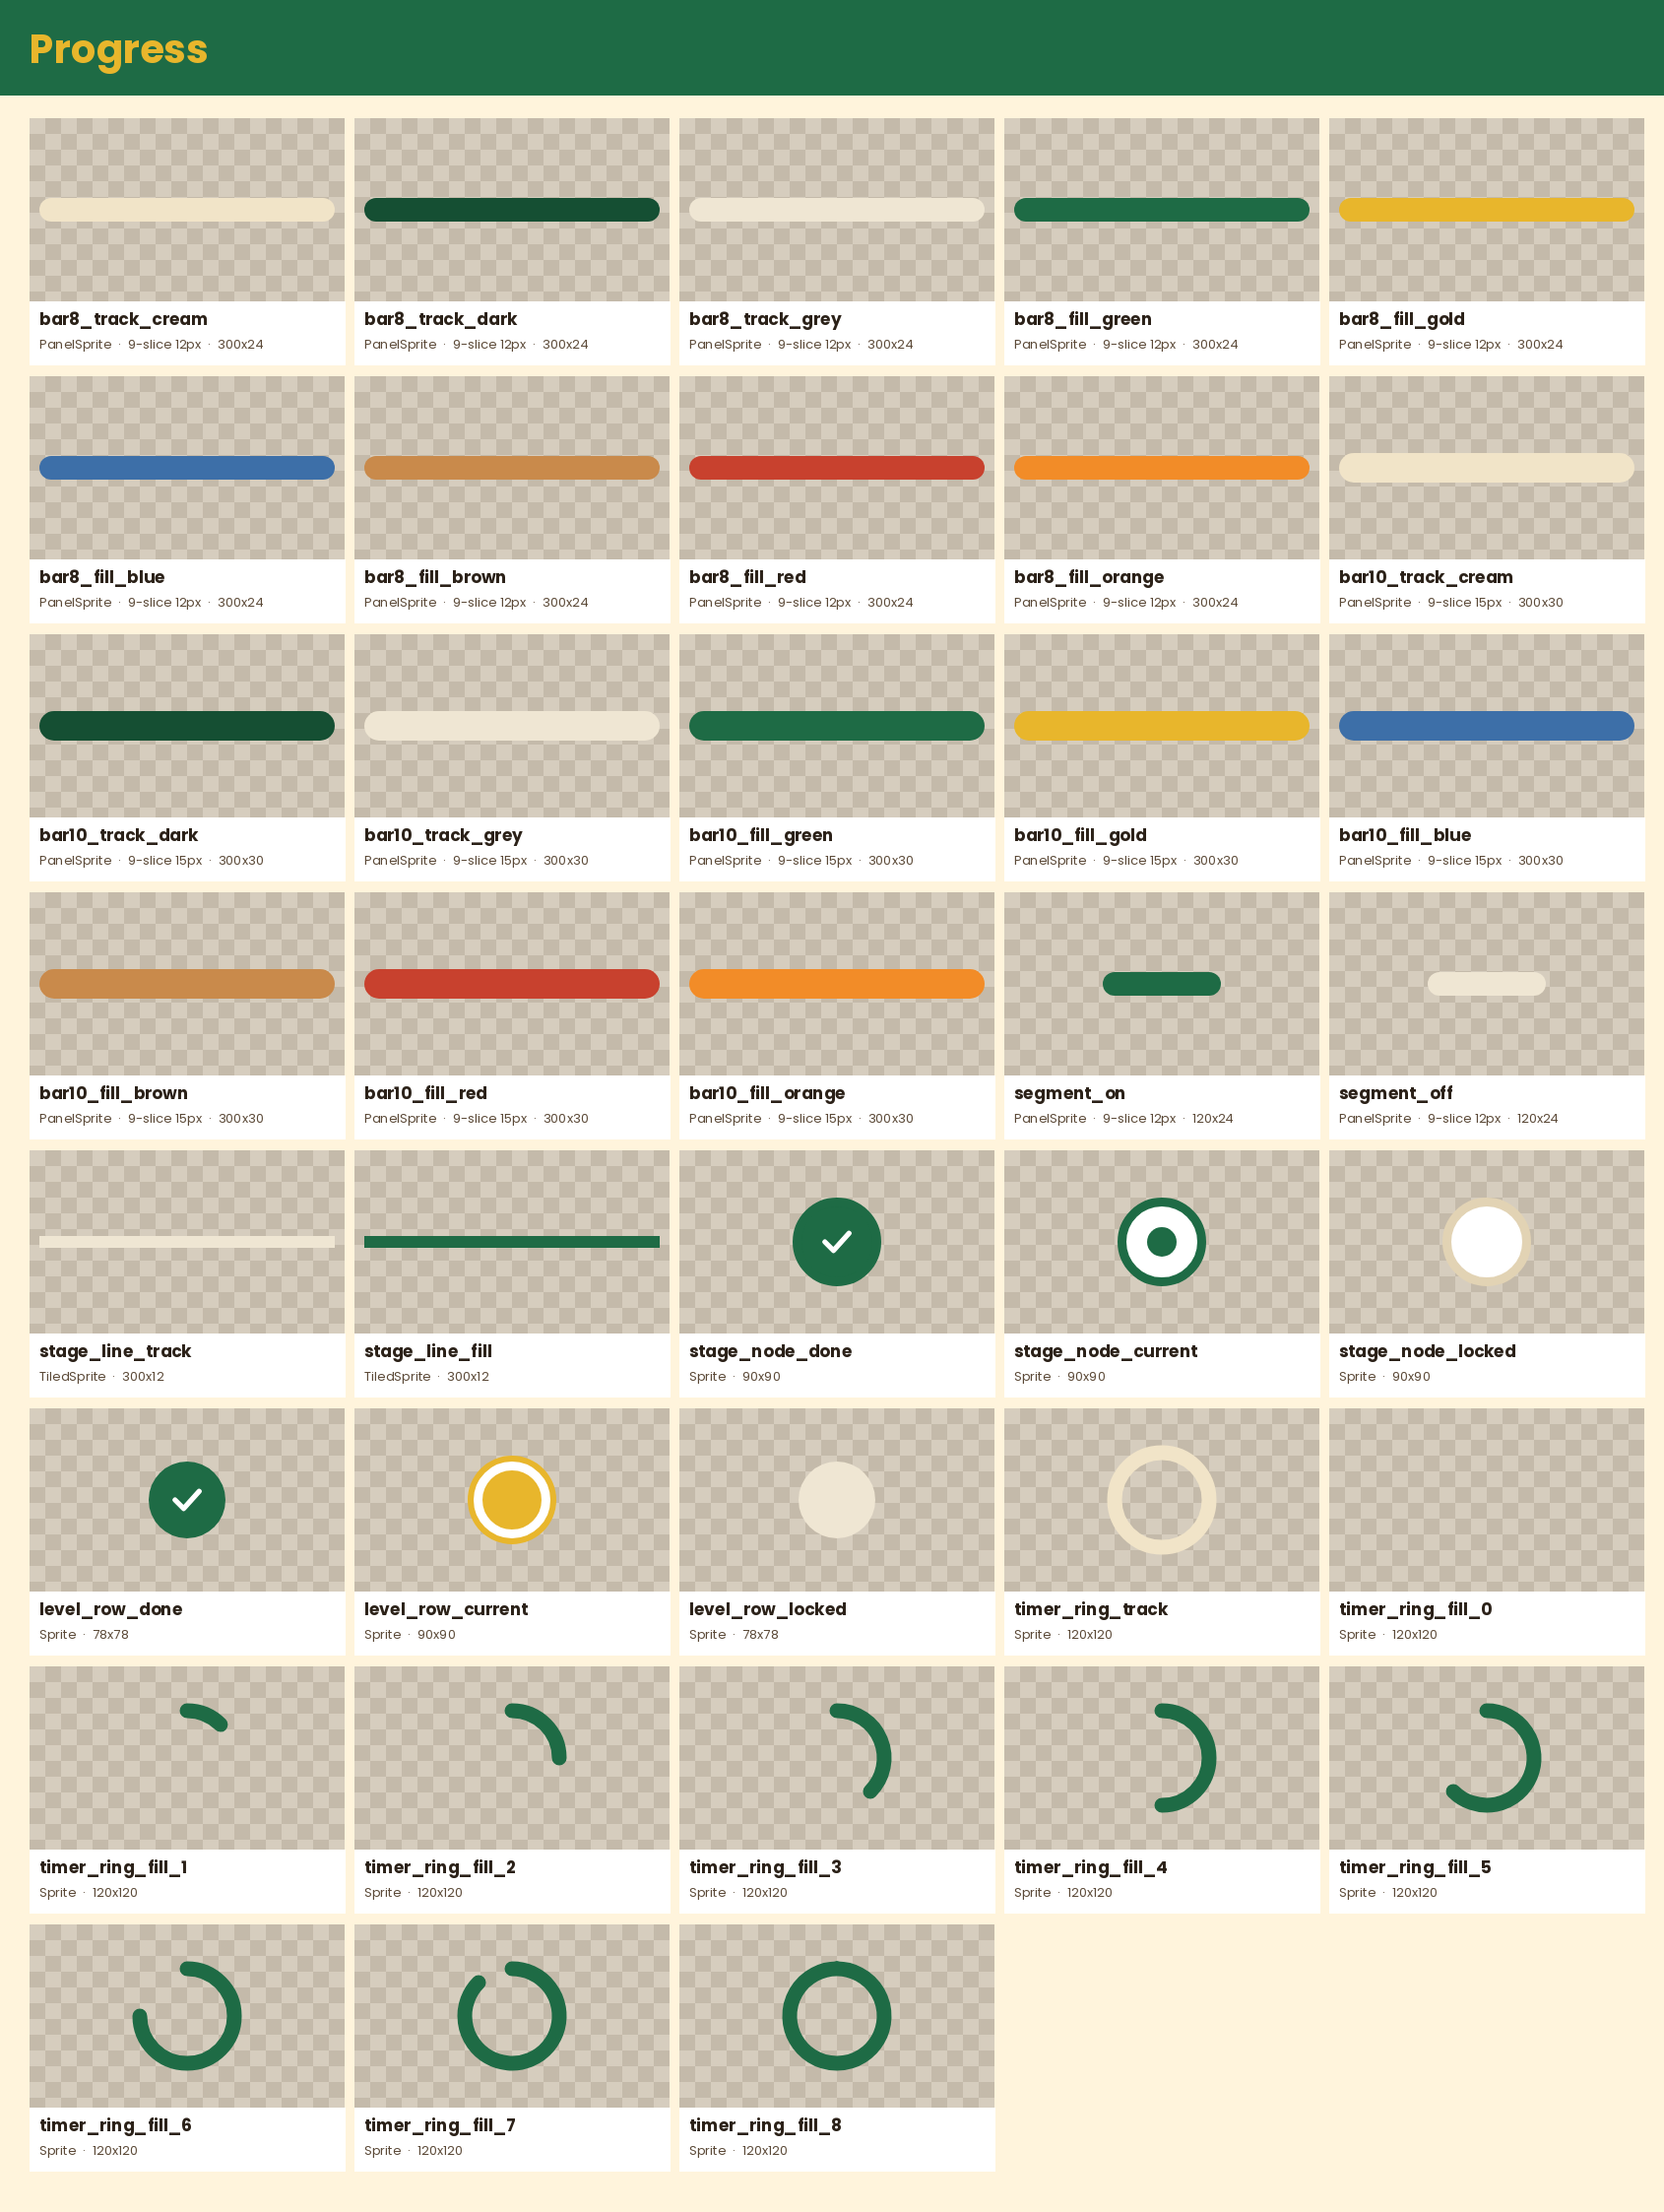 Progress
bar8_track_cream
PanelSprite · 9-slice 12px · 300x24
bar8_track_dark
PanelSprite · 9-slice 12px · 300x24
bar8_track_grey
PanelSprite · 9-slice 12px · 300x24
bar8_fill_green
PanelSprite · 9-slice 12px · 300x24
bar8_fill_gold
PanelSprite · 9-slice 12px · 300x24
bar8_fill_blue
PanelSprite · 9-slice 12px · 300x24
bar8_fill_brown
PanelSprite · 9-slice 12px · 300x24
bar8_fill_red
PanelSprite · 9-slice 12px · 300x24
bar8_fill_orange
PanelSprite · 9-slice 12px · 300x24
bar10_track_cream
PanelSprite · 9-slice 15px · 300x30
bar10_track_dark
PanelSprite · 9-slice 15px · 300x30
bar10_track_grey
PanelSprite · 9-slice 15px · 300x30
bar10_fill_green
PanelSprite · 9-slice 15px · 300x30
bar10_fill_gold
PanelSprite · 9-slice 15px · 300x30
bar10_fill_blue
PanelSprite · 9-slice 15px · 300x30
bar10_fill_brown
PanelSprite · 9-slice 15px · 300x30
bar10_fill_red
PanelSprite · 9-slice 15px · 300x30
bar10_fill_orange
PanelSprite · 9-slice 15px · 300x30
segment_on
PanelSprite · 9-slice 12px · 120x24
segment_off
PanelSprite · 9-slice 12px · 120x24
stage_line_track
TiledSprite · 300x12
stage_line_fill
TiledSprite · 300x12
stage_node_done
Sprite · 90x90
stage_node_current
Sprite · 90x90
stage_node_locked
Sprite · 90x90
level_row_done
Sprite · 78x78
level_row_current
Sprite · 90x90
level_row_locked
Sprite · 78x78
timer_ring_track
Sprite · 120x120
timer_ring_fill_0
Sprite · 120x120
timer_ring_fill_1
Sprite · 120x120
timer_ring_fill_2
Sprite · 120x120
timer_ring_fill_3
Sprite · 120x120
timer_ring_fill_4
Sprite · 120x120
timer_ring_fill_5
Sprite · 120x120
timer_ring_fill_6
Sprite · 120x120
timer_ring_fill_7
Sprite · 120x120
timer_ring_fill_8
Sprite · 120x120